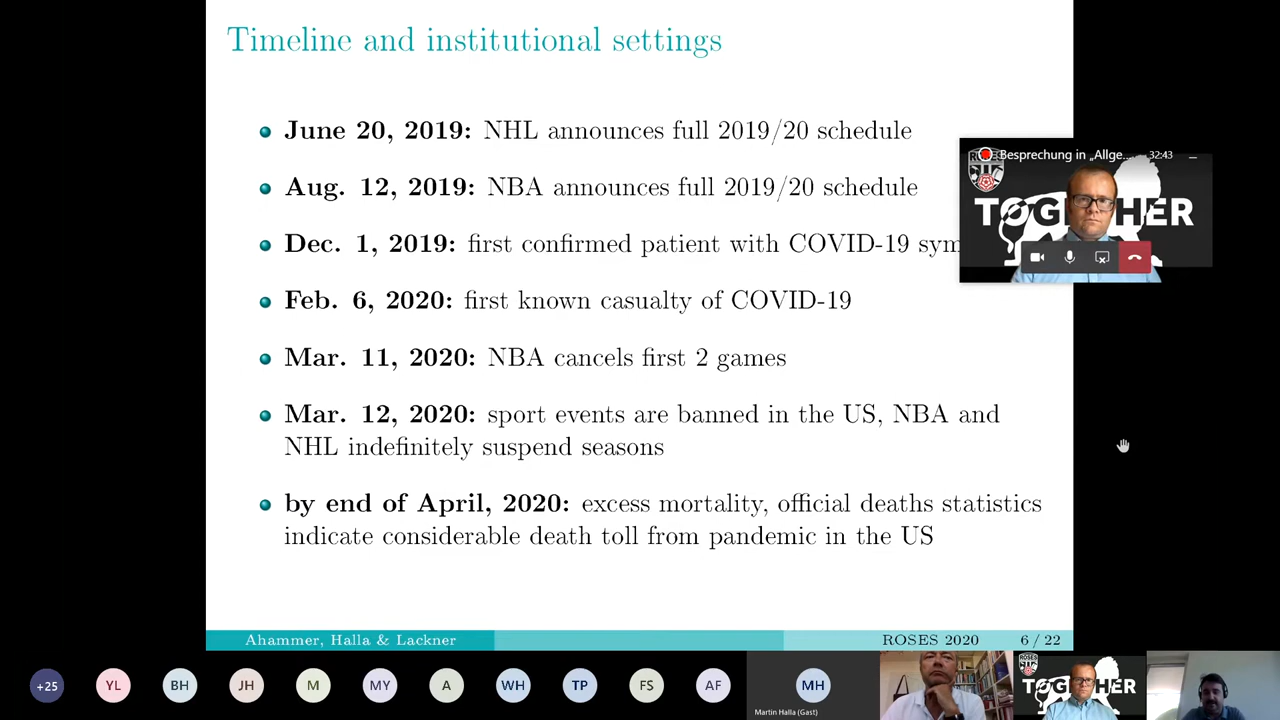 Timeline and institutional settings
June 20, 2019: NHL announces full 2019/20 schedule
Aug. 12, 2019: NBA announces full 2019/20 schedule
Dec. 1, 2019: first confirmed patient with COVID-19 sym
Feb. 6, 2020: first known casualty of COVID-19
Mar. 11, 2020: NBA cancels first 2 games
Mar. 12, 2020: sport events are banned in the US, NBA and
NHL indefinitely suspend seasons
by end of April, 2020: excess mortality, official deaths statistics
indicate considerable death toll from pandemic in the US
Besprechung in „Allge... 32:43
ROSES
TOGETHER
Ahammer, Halla & Lackner ROSES 2020 6 / 22
+25 YL BH JH M MY A WH TP FS AF MH
Martin Halla (Gast)
ROSES
TOGETHER